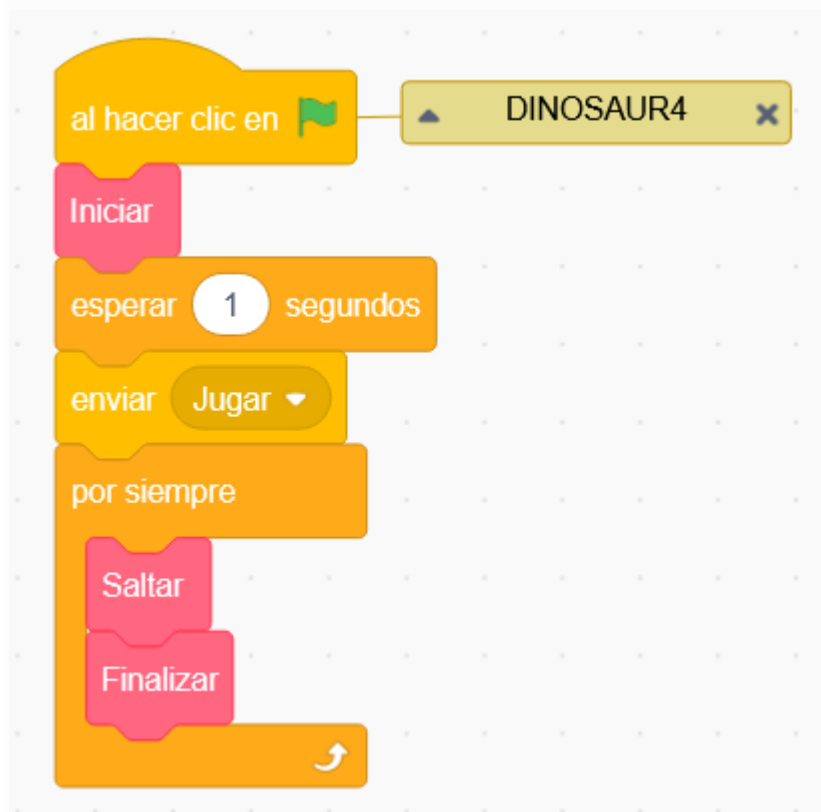 al hacer clic en
DINOSAUR4
Iniciar
esperar 1 segundos
enviar Jugar
por siempre
Saltar
Finalizar